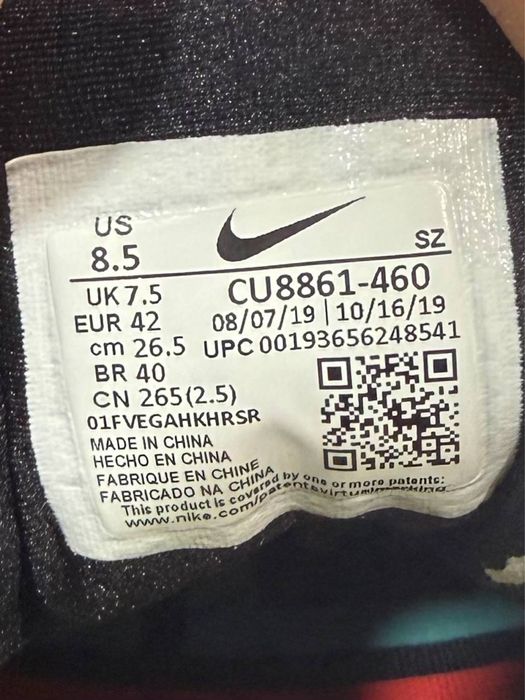 US
8.5
SZ
UK 7.5
CU8861-460
EUR 42
08/07/19 | 10/16/19
cm 26.5
UPC 00193656248541
BR 40
CN 265(2.5)
01FVEGAHKHRSR
MADE IN CHINA
HECHO EN CHINA
FABRIQUE EN CHINE
FABRICADO NA CHINA
This product is covered by one or more patents:
www.nike.com/patentsvirtualmarking